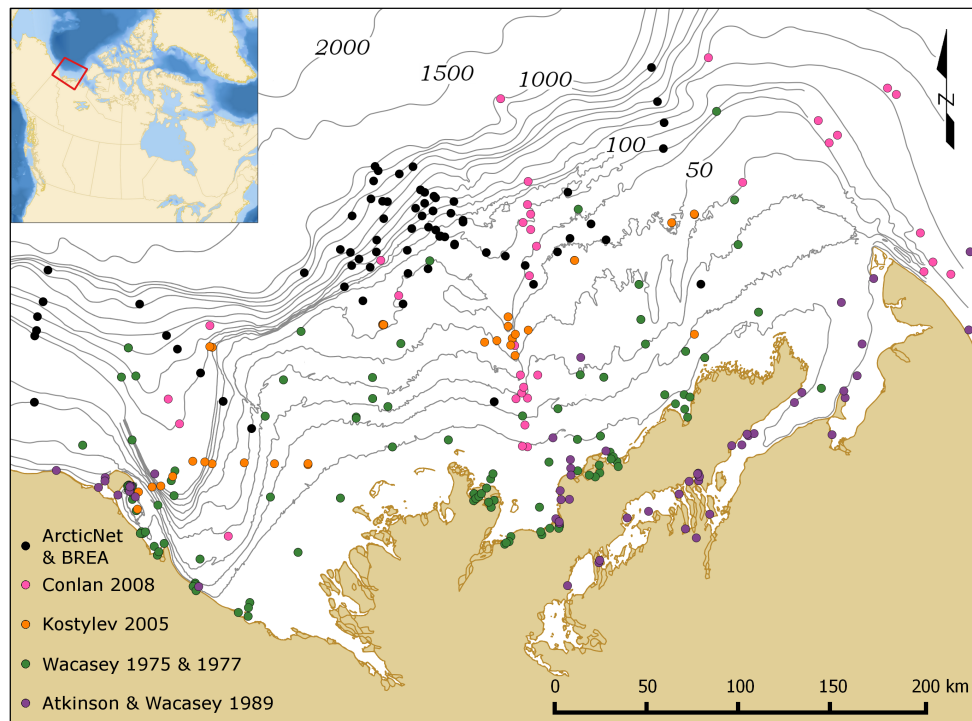 2000
1500
1000
100
50
N
ArcticNet
& BREA
Conlan 2008
Kostylev 2005
Wacasey 1975 & 1977
Atkinson & Wacasey 1989
0 50 100 150 200 km